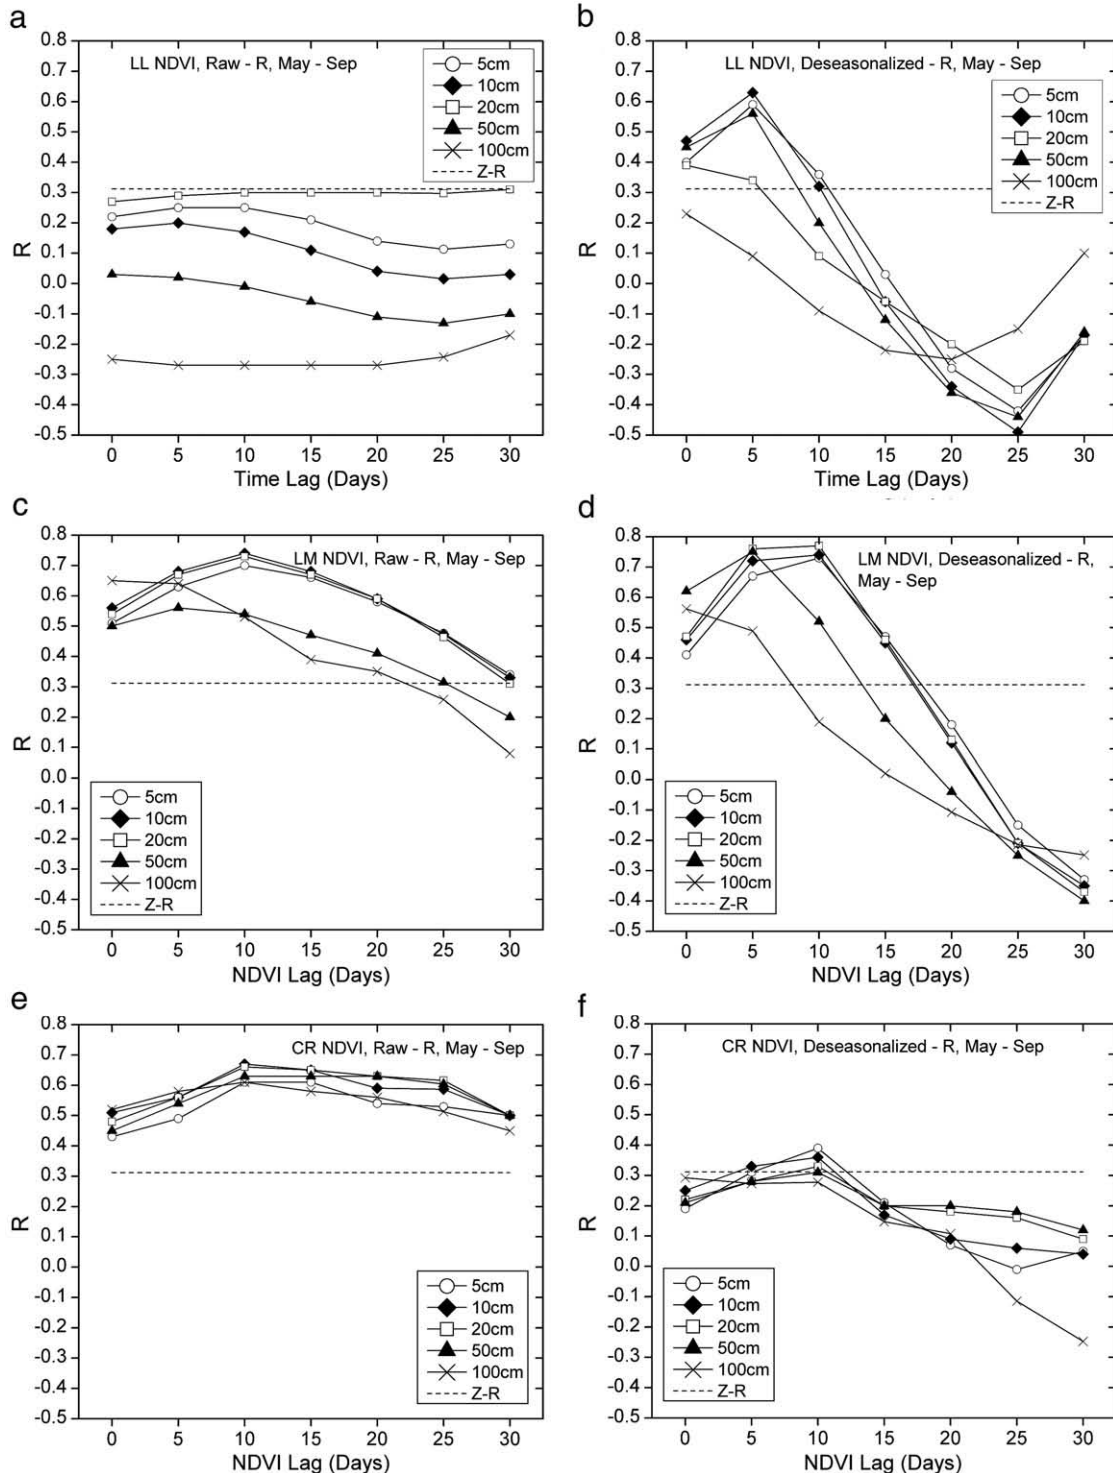 a
0.8
0.7
0.6
0.5
0.4
0.3
0.2
0.1
0.0
-0.1
-0.2
-0.3
-0.4
-0.5
R
LL NDVI, Raw - R, May - Sep
5cm
10cm
20cm
50cm
100cm
Z-R
0 5 10 15 20 25 30
Time Lag (Days)
b
0.8
0.7
0.6
0.5
0.4
0.3
0.2
0.1
0.0
-0.1
-0.2
-0.3
-0.4
-0.5
R
LL NDVI, Deseasonalized - R, May - Sep
5cm
10cm
20cm
50cm
100cm
Z-R
0 5 10 15 20 25 30
Time Lag (Days)
c
0.8
0.7
0.6
0.5
0.4
0.3
0.2
0.1
0.0
-0.1
-0.2
-0.3
-0.4
-0.5
R
LM NDVI, Raw - R, May - Sep
5cm
10cm
20cm
50cm
100cm
Z-R
0 5 10 15 20 25 30
NDVI Lag (Days)
d
0.8
0.7
0.6
0.5
0.4
0.3
0.2
0.1
0.0
-0.1
-0.2
-0.3
-0.4
-0.5
R
LM NDVI, Deseasonalized - R,
May - Sep
5cm
10cm
20cm
50cm
100cm
Z-R
0 5 10 15 20 25 30
NDVI Lag (Days)
e
0.8
0.7
0.6
0.5
0.4
0.3
0.2
0.1
0.0
-0.1
-0.2
-0.3
-0.4
-0.5
R
CR NDVI, Raw - R, May - Sep
5cm
10cm
20cm
50cm
100cm
Z-R
0 5 10 15 20 25 30
NDVI Lag (Days)
f
0.8
0.7
0.6
0.5
0.4
0.3
0.2
0.1
0.0
-0.1
-0.2
-0.3
-0.4
-0.5
R
CR NDVI, Deseasonalized - R, May - Sep
5cm
10cm
20cm
50cm
100cm
Z-R
0 5 10 15 20 25 30
NDVI Lag (Days)